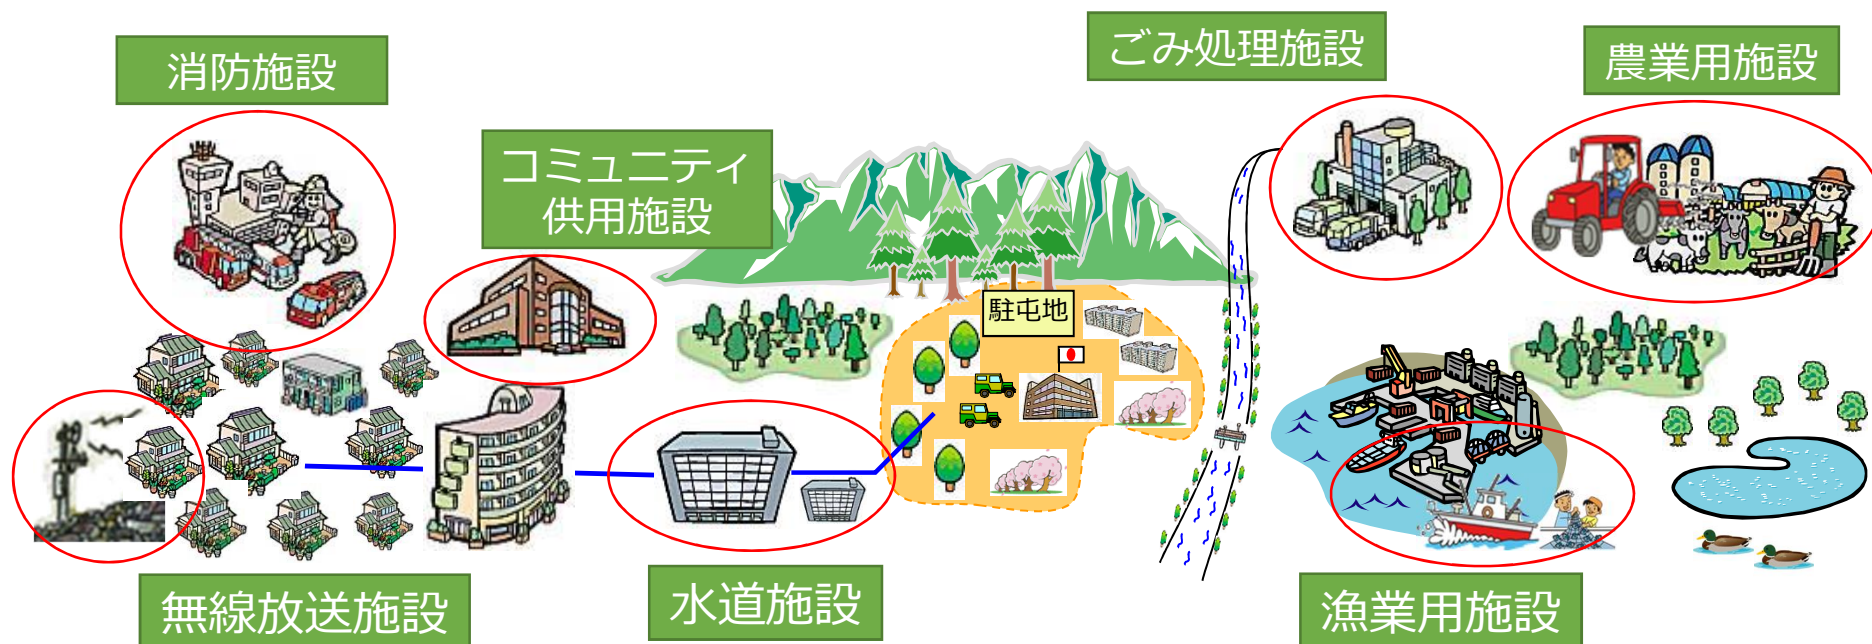 消防施設
ごみ処理施設
農業用施設
コミュニティ
供用施設
駐屯地
無線放送施設
水道施設
漁業用施設